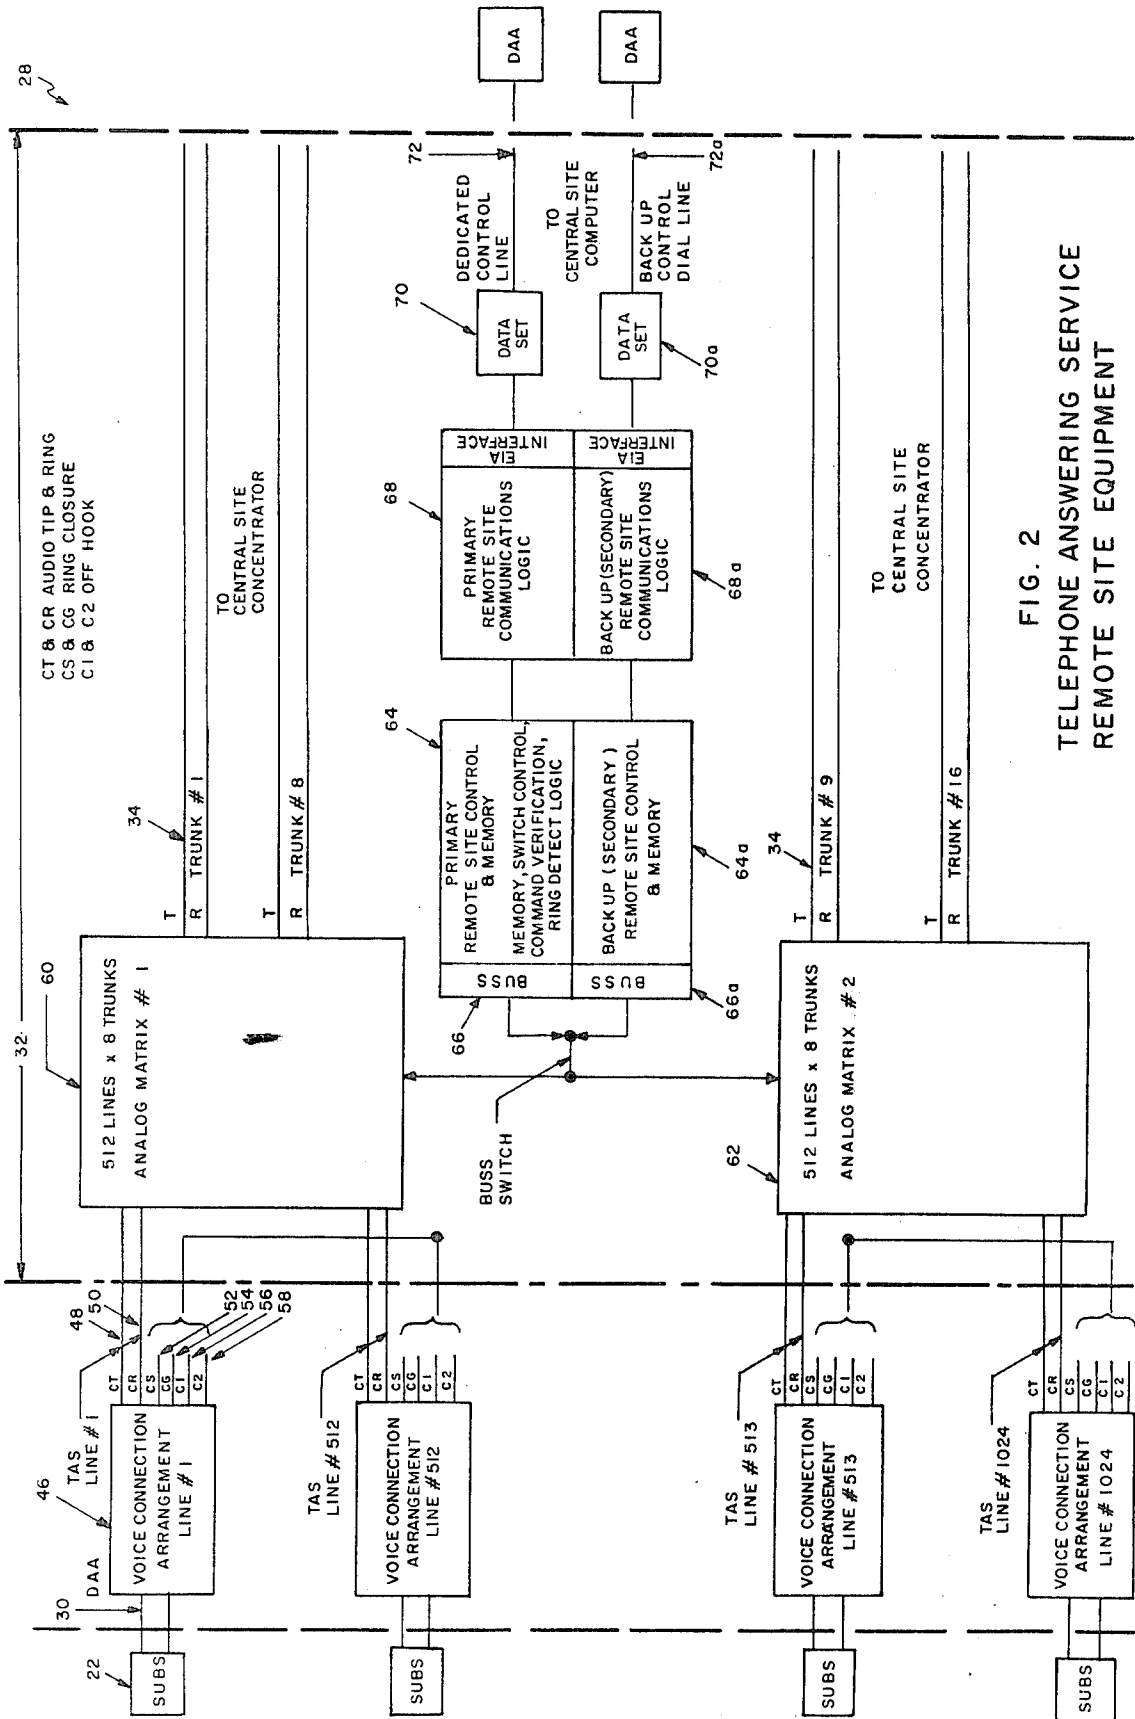 28
32
CT & CR AUDIO TIP & RING
CS & CG RING CLOSURE
C1 & C2 OFF HOOK
22
SUBS
30
DAA
46
VOICE CONNECTION
ARRANGEMENT
LINE #1
TAS
LINE #1
48
50
CT
CR
CS
CG
C1
C2
52
54
56
58
60
512 LINES x 8 TRUNKS
ANALOG MATRIX # 1
34
T
R TRUNK # 1
TO
CENTRAL SITE
CONCENTRATOR
T
R TRUNK # 8
SUBS
VOICE CONNECTION
ARRANGEMENT
LINE #512
TAS
LINE #512
CT
CR
CS
CG
C1
C2
BUSS
SWITCH
66
BUSS
64
PRIMARY
REMOTE SITE CONTROL
& MEMORY
MEMORY, SWITCH CONTROL,
COMMAND VERIFICATION,
RING DETECT LOGIC
66a
BUSS
BACK UP (SECONDARY)
REMOTE SITE CONTROL
& MEMORY
64a
68
PRIMARY
REMOTE SITE
COMMUNICATIONS
LOGIC
EIA
INTERFACE
BACK UP (SECONDARY)
REMOTE SITE
COMMUNICATIONS
LOGIC
EIA
INTERFACE
68a
70
DATA
SET
DEDICATED
CONTROL
LINE
72
DAA
TO
CENTRAL SITE
COMPUTER
DATA
SET
70a
BACK UP
CONTROL
DIAL LINE
72a
DAA
SUBS
VOICE CONNECTION
ARRANGEMENT
LINE #513
TAS
LINE #513
CT
CR
CS
CG
C1
C2
62
512 LINES x 8 TRUNKS
ANALOG MATRIX # 2
34
T
R TRUNK # 9
TO
CENTRAL SITE
CONCENTRATOR
T
R TRUNK # 16
SUBS
VOICE CONNECTION
ARRANGEMENT
LINE # 1024
TAS
LINE #1024
CT
CR
CS
CG
C1
C2
FIG. 2
TELEPHONE ANSWERING SERVICE
REMOTE SITE EQUIPMENT